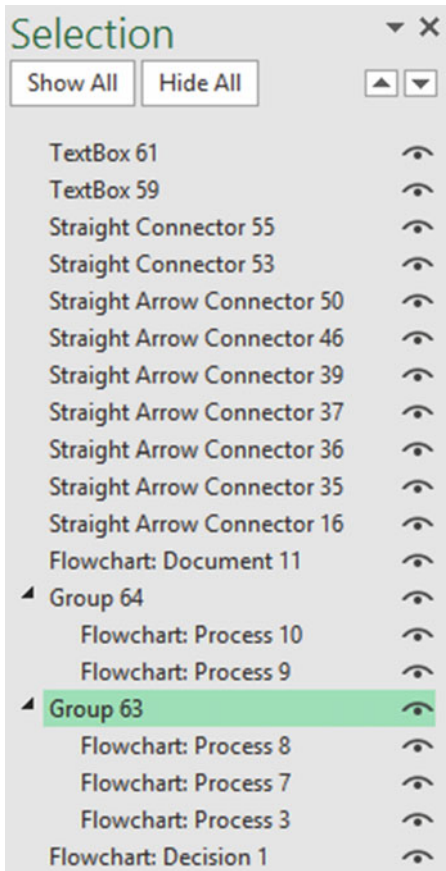 Selection
Show All Hide All
TextBox 61
TextBox 59
Straight Connector 55
Straight Connector 53
Straight Arrow Connector 50
Straight Arrow Connector 46
Straight Arrow Connector 39
Straight Arrow Connector 37
Straight Arrow Connector 36
Straight Arrow Connector 35
Straight Arrow Connector 16
Flowchart: Document 11
Group 64
Flowchart: Process 10
Flowchart: Process 9
Group 63
Flowchart: Process 8
Flowchart: Process 7
Flowchart: Process 3
Flowchart: Decision 1